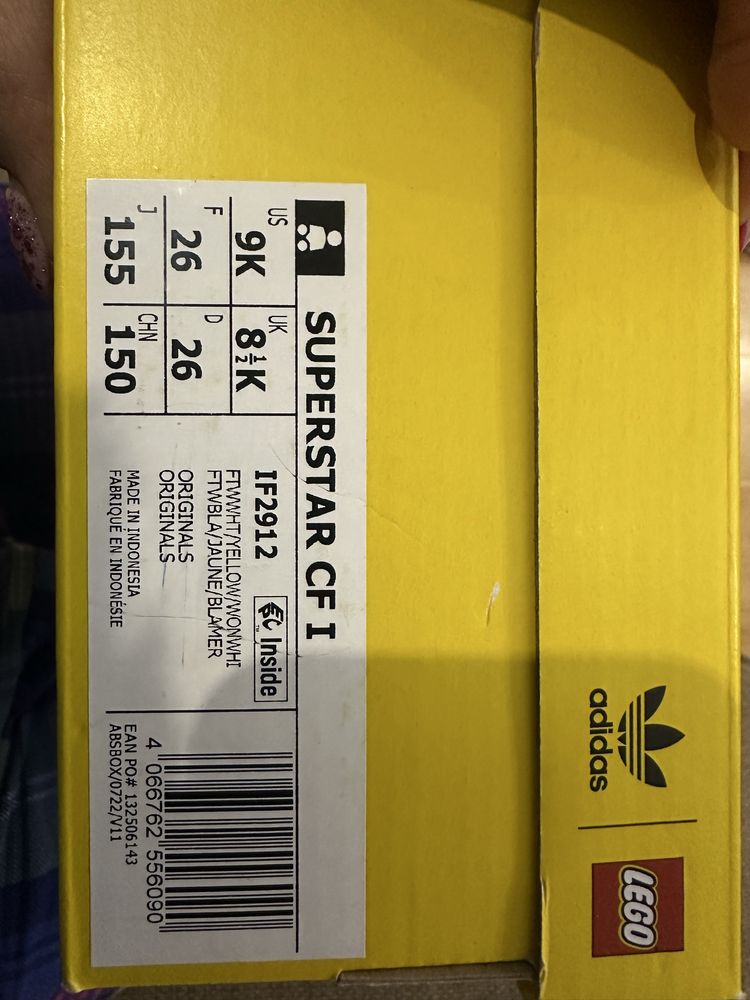 SUPERSTAR CF I
US 9K
UK 8½K
F 26
D 26
J 155
CHN 150
IF2912
Inside
FTWWHT/YELLOW/WONWHI
FTWBLA/JAUNE/BLAMER
ORIGINALS
ORIGINALS
MADE IN INDONESIA
FABRIQUÉ EN INDONÉSIE
4 066762 556090
EAN PO# 132506143
ABSBOX/0722/V11
adidas
LEGO